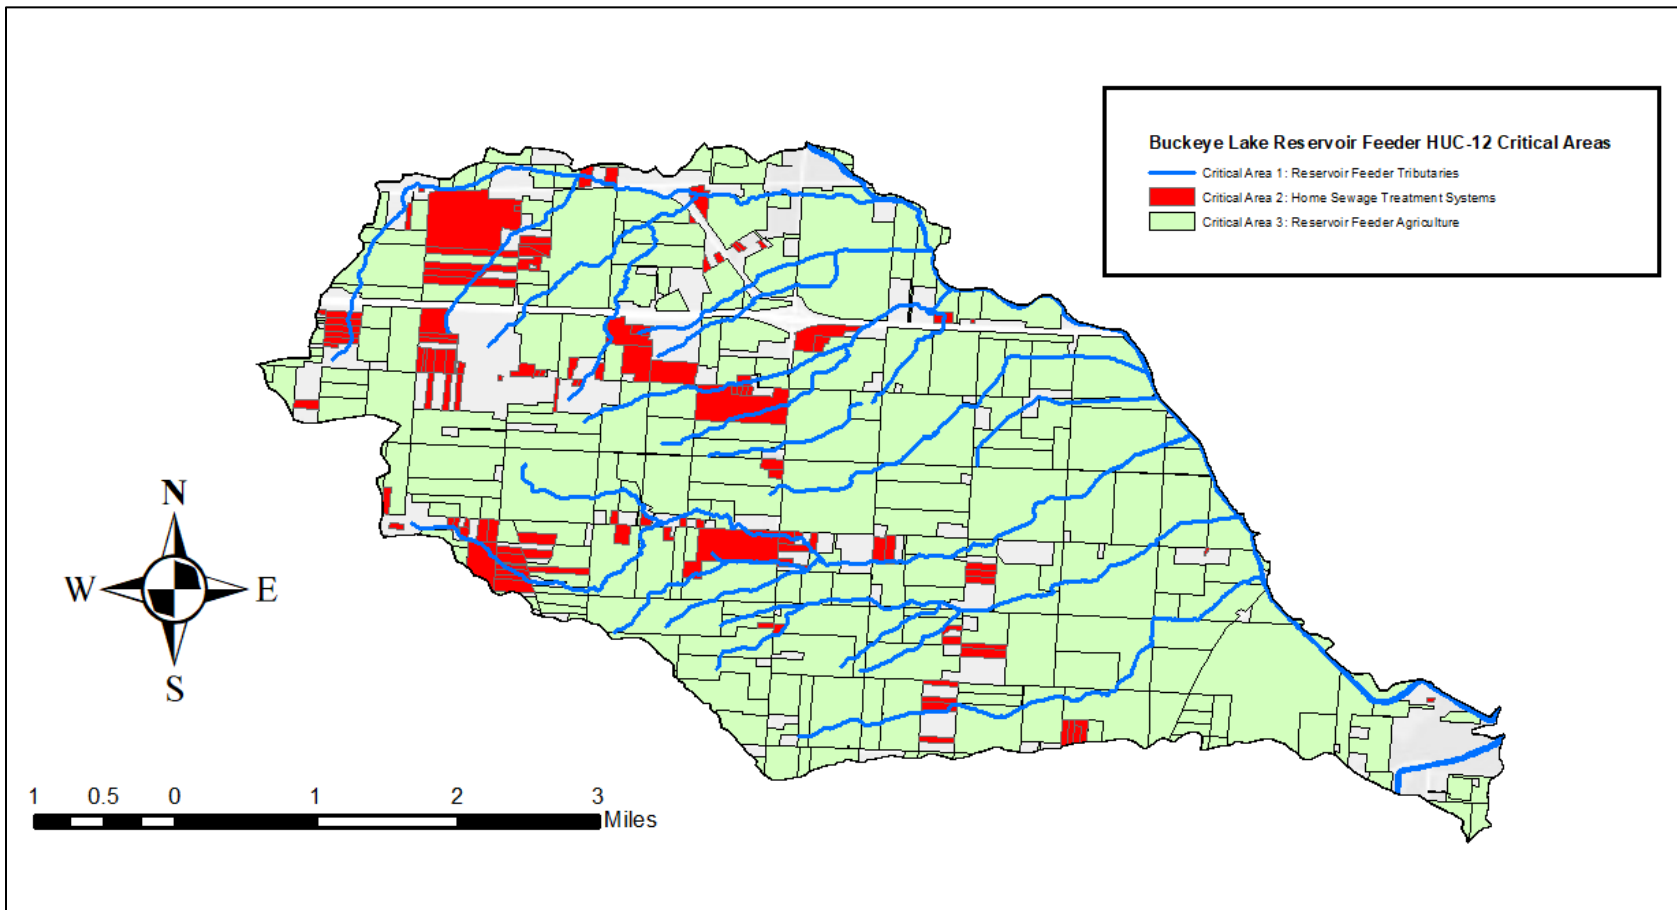 Buckeye Lake Reservoir Feeder HUC-12 Critical Areas
Critical Area 1: Reservoir Feeder Tributaries
Critical Area 2: Home Sewage Treatment Systems
Critical Area 3: Reservoir Feeder Agriculture
N
W E
S
1 0.5 0 1 2 3
Miles